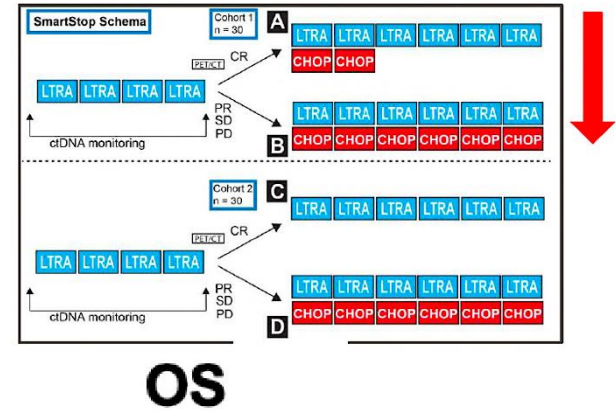 SmartStop Schema
Cohort 1
n = 30
A
LTRA LTRA LTRA LTRA LTRA LTRA
CHOP CHOP
PET/CT
CR
LTRA LTRA LTRA LTRA
PR
SD
PD
ctDNA monitoring
LTRA LTRA LTRA LTRA LTRA LTRA
CHOP CHOP CHOP CHOP CHOP CHOP
B
Cohort 2
n = 30
C
LTRA LTRA LTRA LTRA LTRA LTRA
PET/CT
CR
LTRA LTRA LTRA LTRA
PR
SD
PD
ctDNA monitoring
LTRA LTRA LTRA LTRA LTRA LTRA
CHOP CHOP CHOP CHOP CHOP CHOP
D
OS